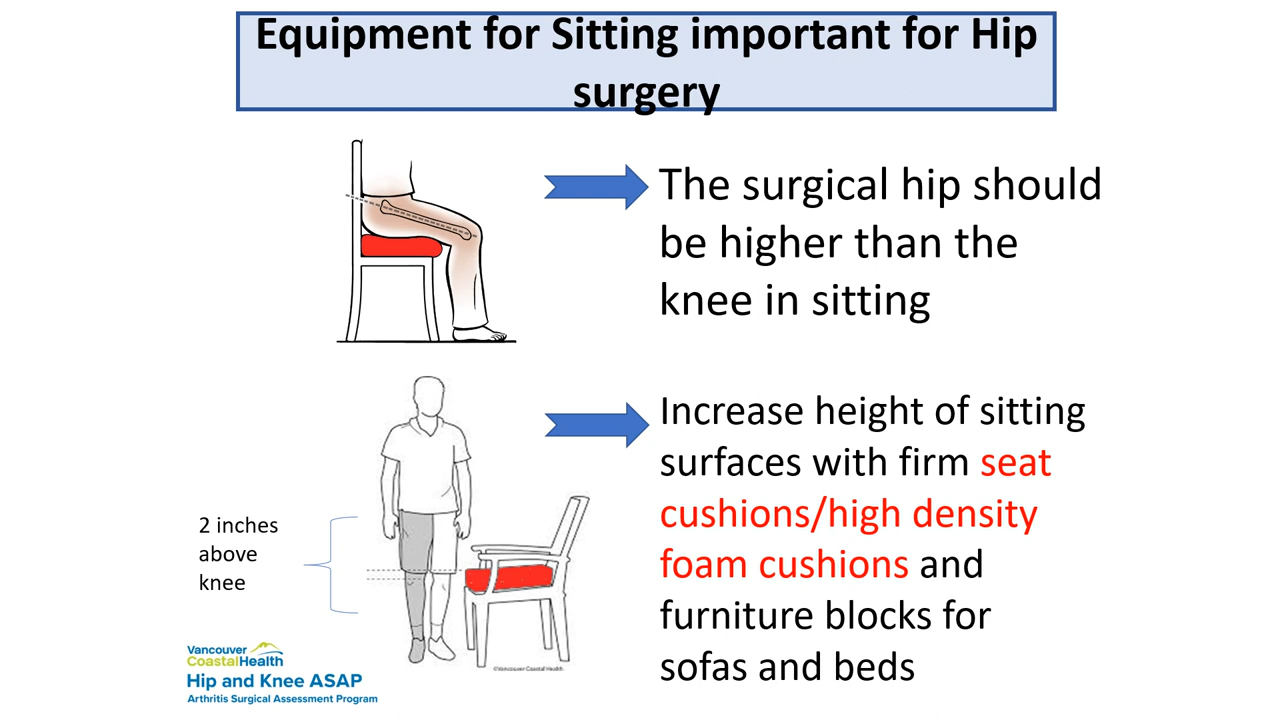 Equipment for Sitting important for Hip
surgery
The surgical hip should
be higher than the
knee in sitting
Increase height of sitting
surfaces with firm seat
cushions/high density
foam cushions and
furniture blocks for
sofas and beds
2 inches
above
knee
©Vancouver Coastal Health
Vancouver
CoastalHealth
Hip and Knee ASAP
Arthritis Surgical Assessment Program